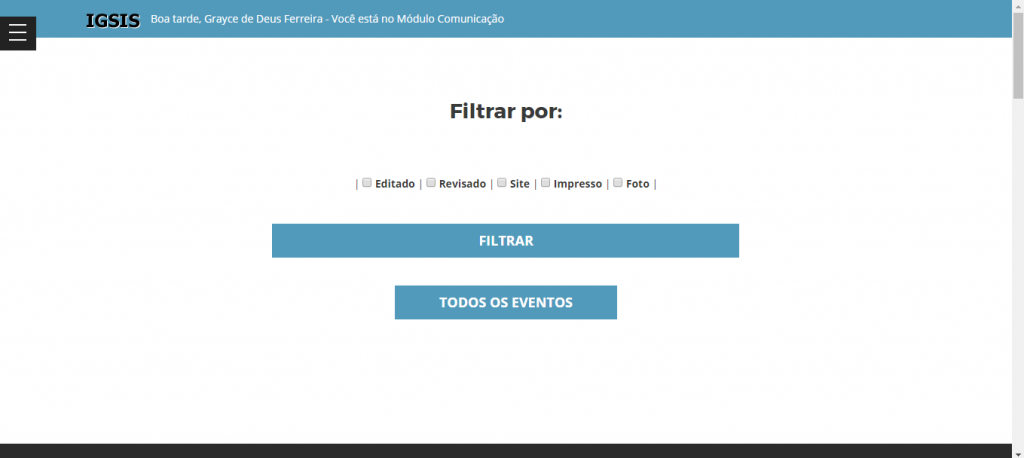 IGSIS Boa tarde, Grayce de Deus Ferreira - Você está no Módulo Comunicação
Filtrar por:
| Editado | Revisado | Site | Impresso | Foto |
FILTRAR
TODOS OS EVENTOS